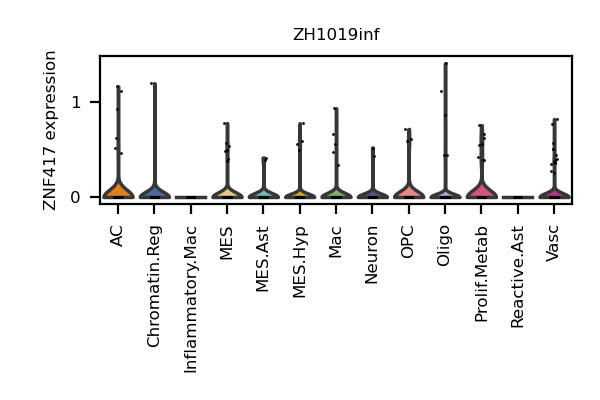 ZH1019inf
ZNF417 expression
1
0
AC
Chromatin.Reg
Inflammatory.Mac
MES
MES.Ast
MES.Hyp
Mac
Neuron
OPC
Oligo
Prolif.Metab
Reactive.Ast
Vasc